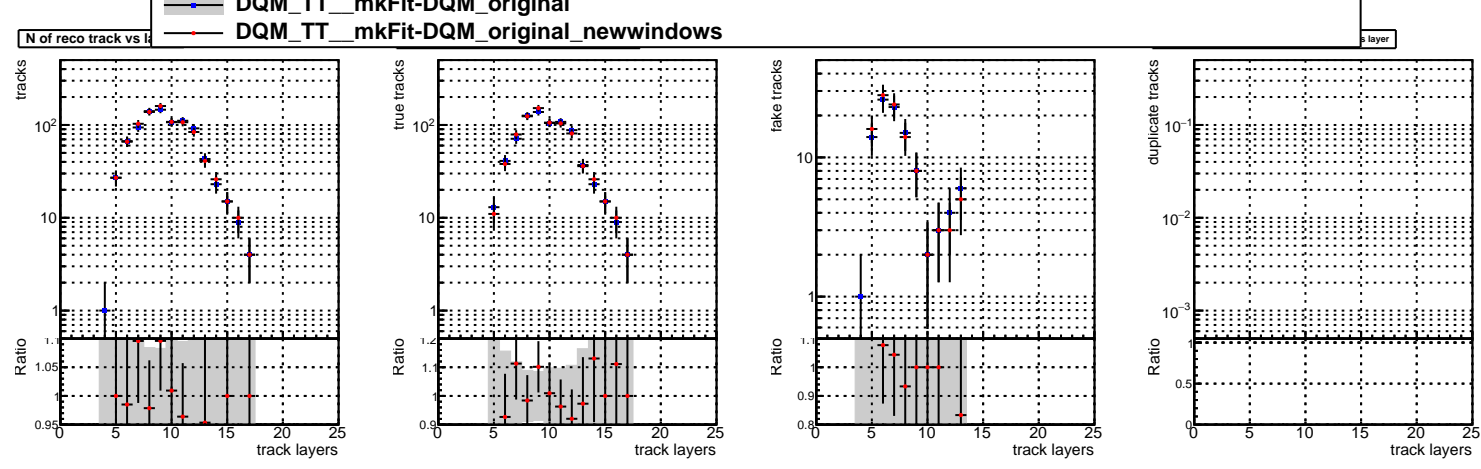 DQM_TT__mkFit-DQM_original
DQM_TT__mkFit-DQM_original_newwindows
N of reco track vs la
s layer
tracks
10²
10
1
Ratio
1.1
1.05
1
0.95
0 5 10 15 20 25
track layers
true tracks
10²
10
1
Ratio
1.2
1.1
1
0.9
0 5 10 15 20 25
track layers
fake tracks
10
1
Ratio
1.1
1
0.9
0.8
0 5 10 15 20 25
track layers
duplicate tracks
10⁻¹
10⁻²
10⁻³
Ratio
1
0.5
0
0 5 10 15 20 25
track layers